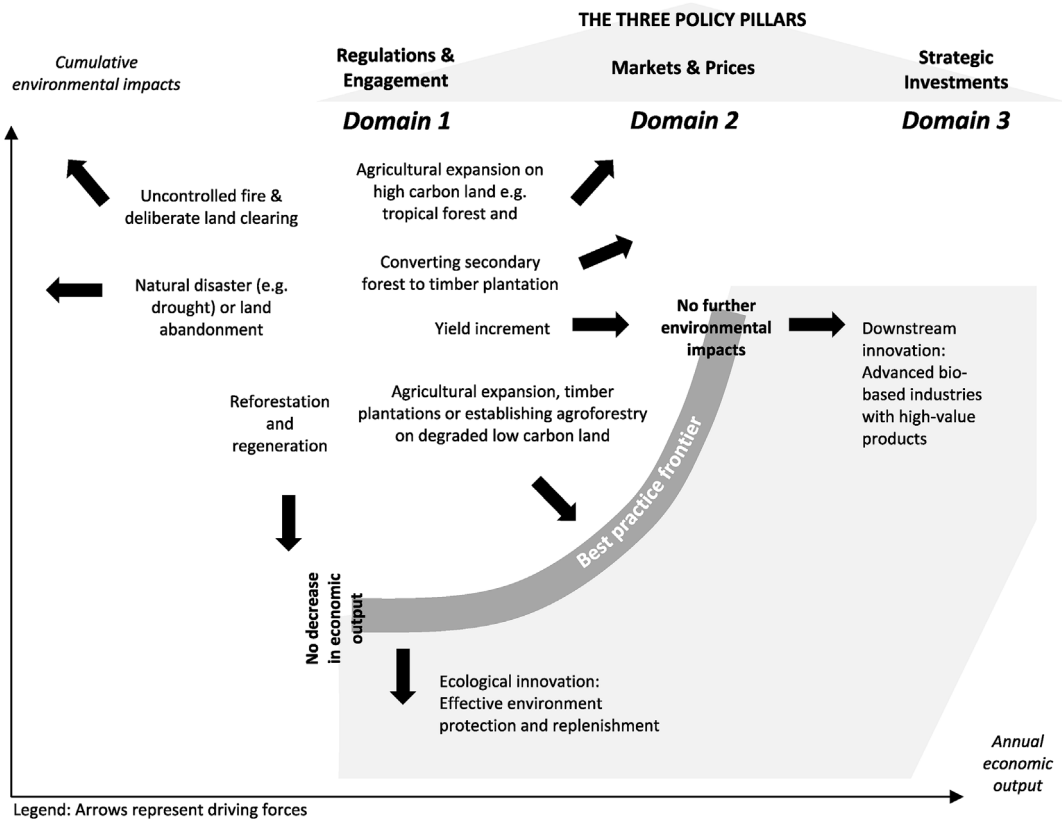 THE THREE POLICY PILLARS
Regulations &
Engagement
Markets & Prices
Strategic
Investments
Domain 1
Domain 2
Domain 3
Cumulative
environmental impacts
Uncontrolled fire &
deliberate land clearing
Agricultural expansion on
high carbon land e.g.
tropical forest and
Natural disaster (e.g.
drought) or land
abandonment
Converting secondary
forest to timber plantation
Yield increment
No further
environmental
impacts
Downstream
innovation:
Advanced bio-
based industries
with high-value
products
Reforestation
and
regeneration
Agricultural expansion, timber
plantations or establishing agroforestry
on degraded low carbon land
Best practice frontier
No decrease
in economic
output
Ecological innovation:
Effective environment
protection and replenishment
Annual
economic
output
Legend: Arrows represent driving forces